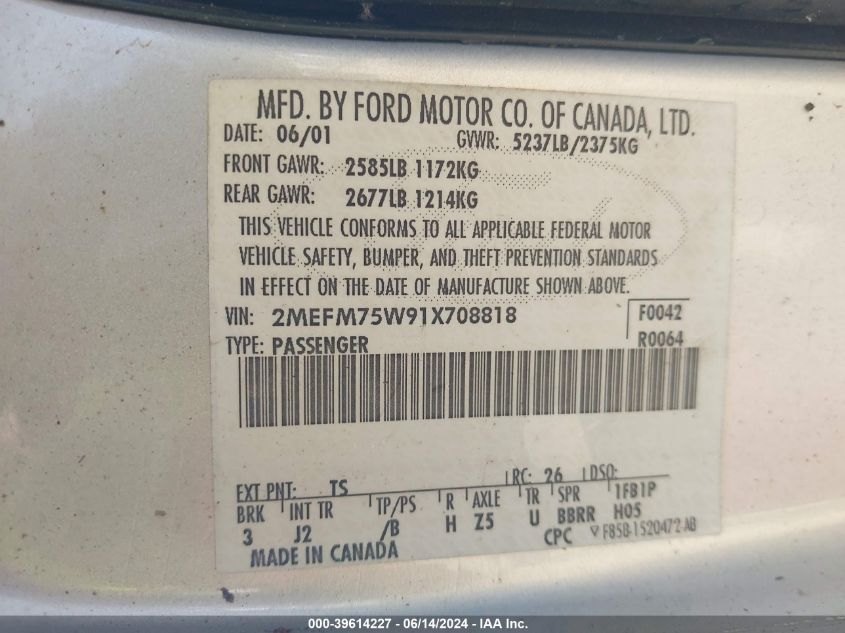 MFD. BY FORD MOTOR CO. OF CANADA, LTD.
DATE: 06/01 GVWR: 5237LB/2375KG
FRONT GAWR: 2585LB 1172KG
REAR GAWR: 2677LB 1214KG
THIS VEHICLE CONFORMS TO ALL APPLICABLE FEDERAL MOTOR
VEHICLE SAFETY, BUMPER, AND THEFT PREVENTION STANDARDS
IN EFFECT ON THE DATE OF MANUFACTURE SHOWN ABOVE.
VIN: 2MEFM75W91X708818 F0042
TYPE: PASSENGER R0064
EXT PNT: TS RC: 26 DSO:
BRK INT TR TP/PS R AXLE TR SPR 1FB1P
3 J2 /B H Z5 U BBRR H05
MADE IN CANADA CPC F85B-1520472-AB
000-39614227 - 06/14/2024 - IAA Inc.